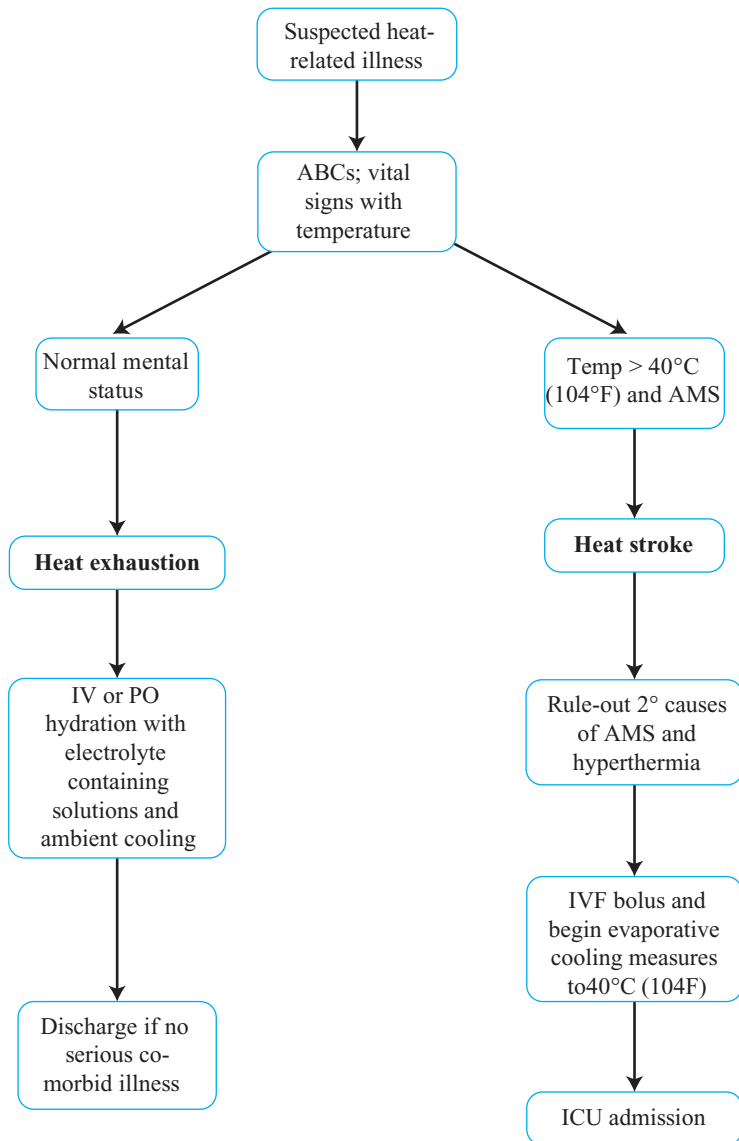 Suspected heat-
related illness
ABCs; vital
signs with
temperature
Normal mental
status
Temp > 40°C
(104°F) and AMS
Heat exhaustion
Heat stroke
IV or PO
hydration with
electrolyte
containing
solutions and
ambient cooling
Rule-out 2° causes
of AMS and
hyperthermia
IVF bolus and
begin evaporative
cooling measures
to40°C (104F)
Discharge if no
serious co-
morbid illness
ICU admission